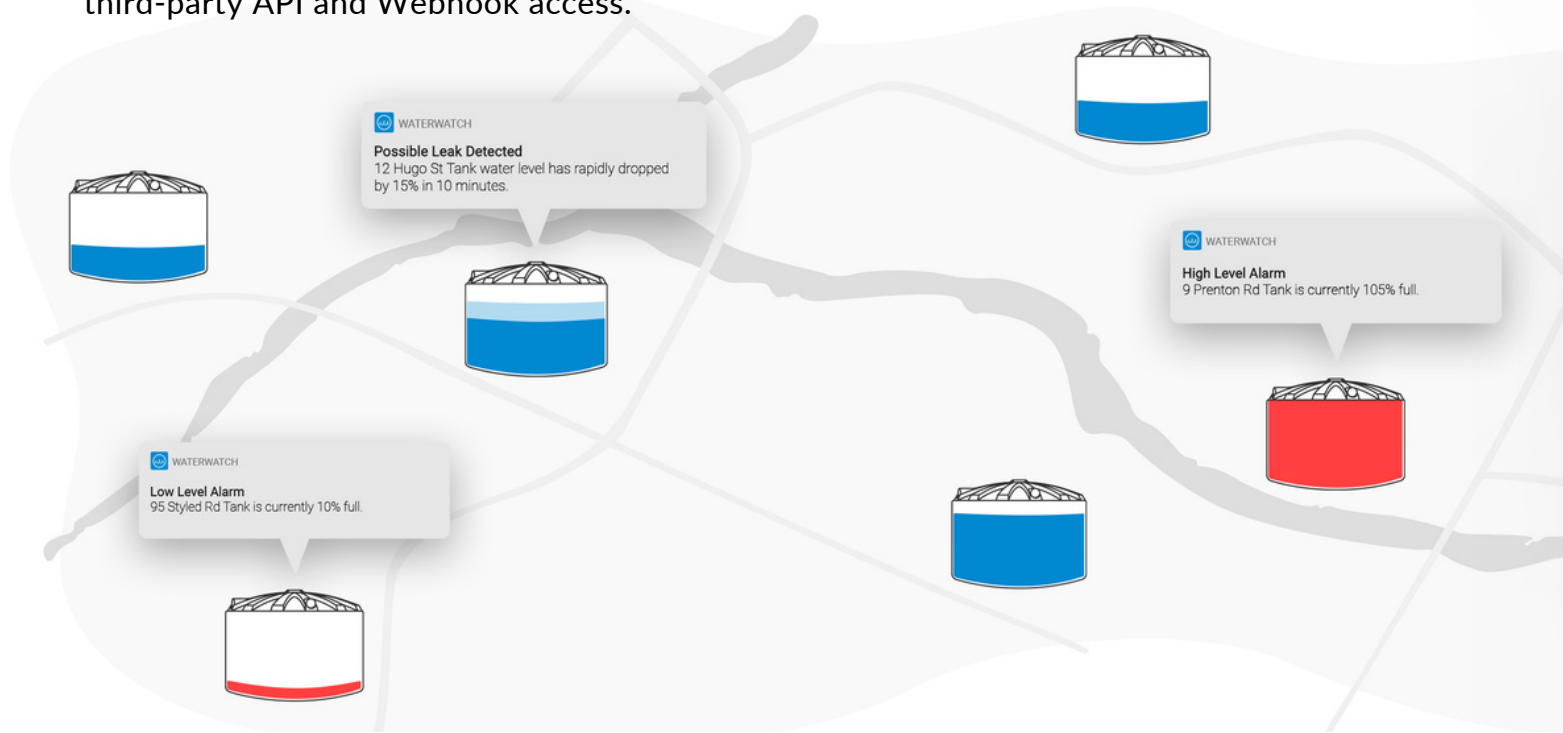 third-party API and Webhook access.
WATERWATCH
Possible Leak Detected
12 Hugo St Tank water level has rapidly dropped
by 15% in 10 minutes.
WATERWATCH
High Level Alarm
9 Prenton Rd Tank is currently 105% full.
WATERWATCH
Low Level Alarm
95 Styled Rd Tank is currently 10% full.